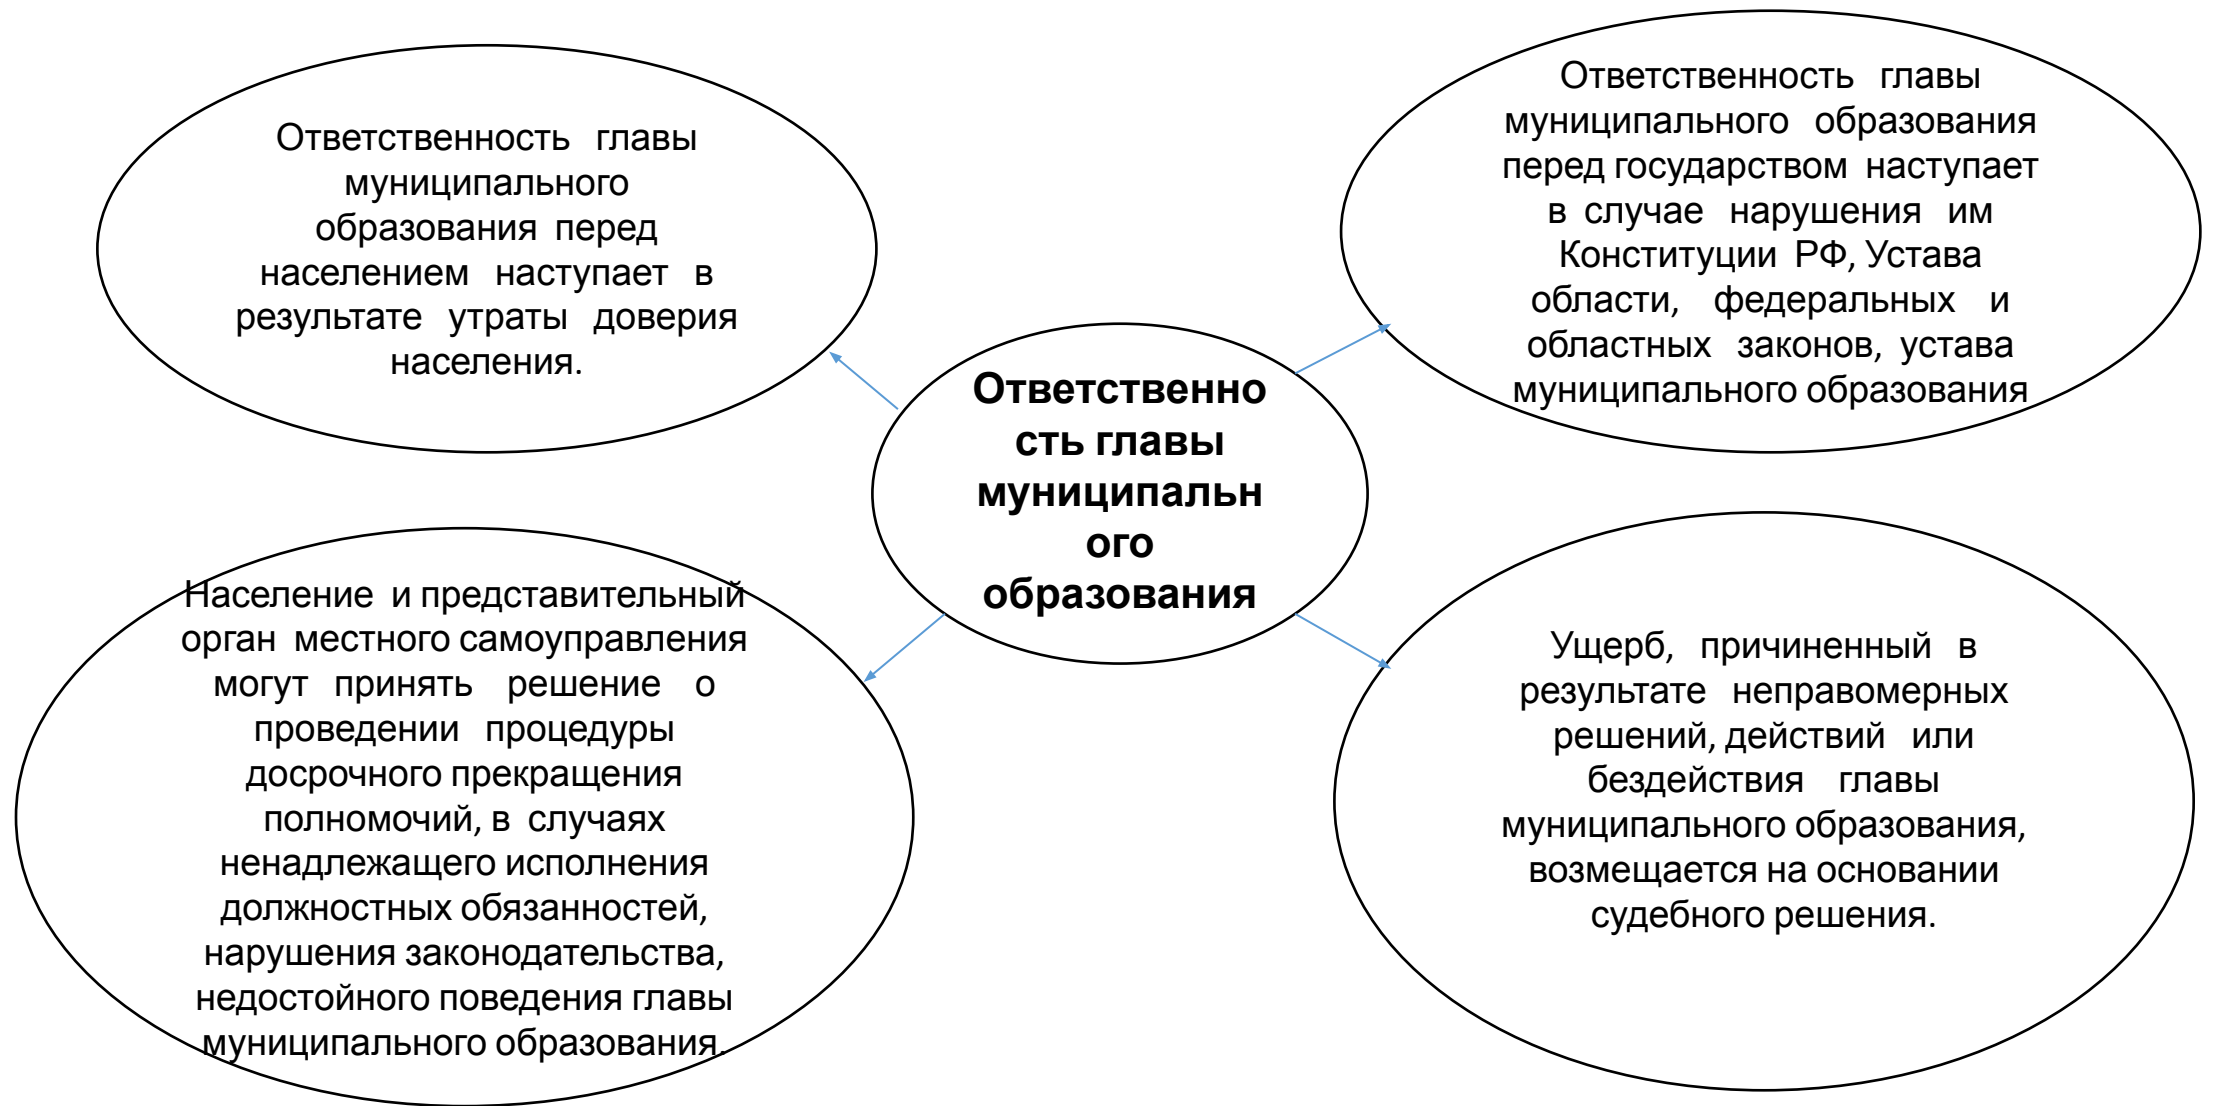 Ответственность главы
муниципального
образования перед
населением наступает в
результате утраты доверия
населения.
Ответственность главы
муниципального образования
перед государством наступает
в случае нарушения им
Конституции РФ, Устава
области, федеральных и
областных законов, устава
муниципального образования
Ответственно
сть главы
муниципальн
ого
образования
Население и представительный
орган местного самоуправления
могут принять решение о
проведении процедуры
досрочного прекращения
полномочий, в случаях
ненадлежащего исполнения
должностных обязанностей,
нарушения законодательства,
недостойного поведения главы
муниципального образования.
Ущерб, причиненный в
результате неправомерных
решений, действий или
бездействия главы
муниципального образования,
возмещается на основании
судебного решения.